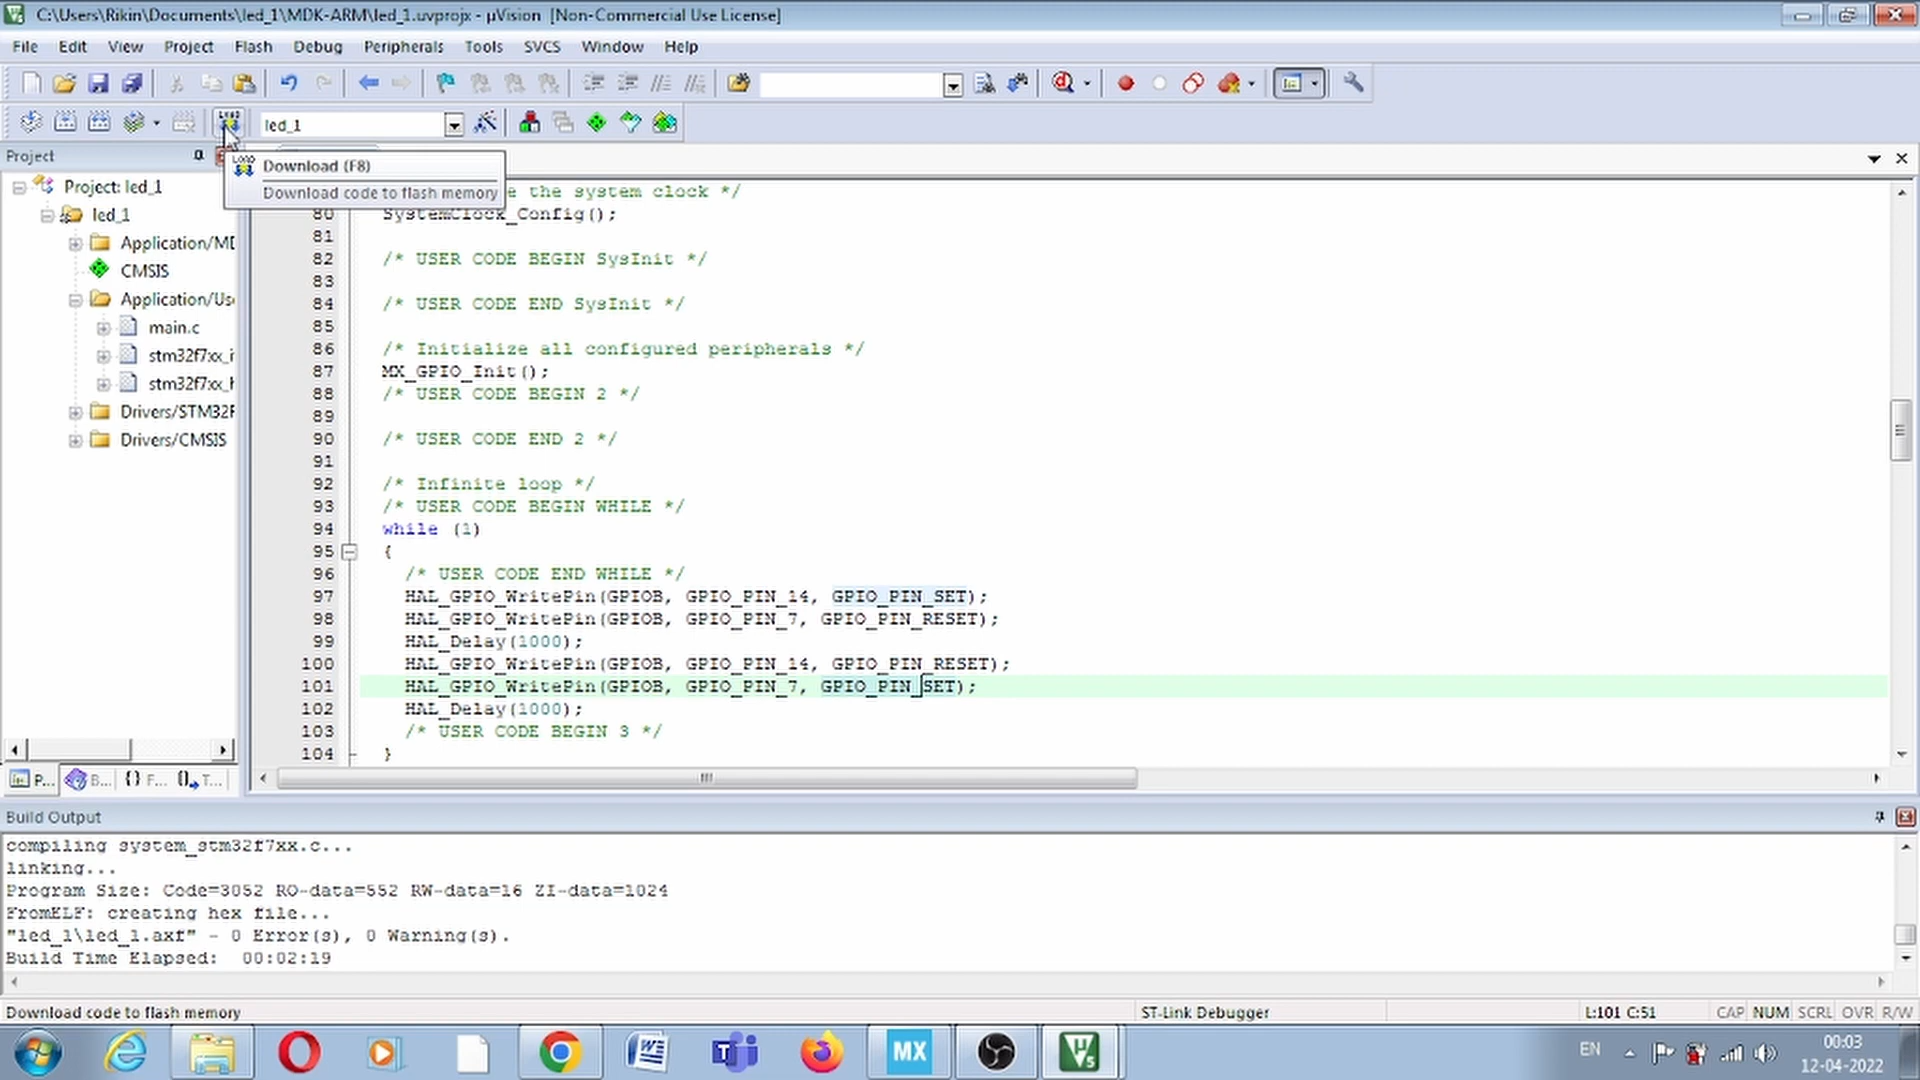 C:\Users\Rikin\Documents\led_1\MDK-ARM\led_1.uvprojx - µVision [Non-Commercial Use License]
File Edit View Project Flash Debug Peripherals Tools SVCS Window Help
LOAD led_1
Project
LOAD Download (F8)
Download code to flash memory
Project: led_1
led_1
Application/MD
CMSIS
Application/Use
main.c
stm32f7xx_i
stm32f7xx_h
Drivers/STM32F
Drivers/CMSIS
P... B... {} F... T...
e the system clock */
80 SystemClock_Config();
81
82 /* USER CODE BEGIN SysInit */
83
84 /* USER CODE END SysInit */
85
86 /* Initialize all configured peripherals */
87 MX_GPIO_Init();
88 /* USER CODE BEGIN 2 */
89
90 /* USER CODE END 2 */
91
92 /* Infinite loop */
93 /* USER CODE BEGIN WHILE */
94 while (1)
95 {
96 /* USER CODE END WHILE */
97 HAL_GPIO_WritePin(GPIOB, GPIO_PIN_14, GPIO_PIN_SET);
98 HAL_GPIO_WritePin(GPIOB, GPIO_PIN_7, GPIO_PIN_RESET);
99 HAL_Delay(1000);
100 HAL_GPIO_WritePin(GPIOB, GPIO_PIN_14, GPIO_PIN_RESET);
101 HAL_GPIO_WritePin(GPIOB, GPIO_PIN_7, GPIO_PIN_SET);
102 HAL_Delay(1000);
103 /* USER CODE BEGIN 3 */
104 }
Build Output
compiling system_stm32f7xx.c...
linking...
Program Size: Code=3052 RO-data=552 RW-data=16 ZI-data=1024
FromELF: creating hex file...
"led_1\led_1.axf" - 0 Error(s), 0 Warning(s).
Build Time Elapsed: 00:02:19
Download code to flash memory ST-Link Debugger L:101 C:51 CAP NUM SCRL OVR R/W
MX EN 00:03
12-04-2022